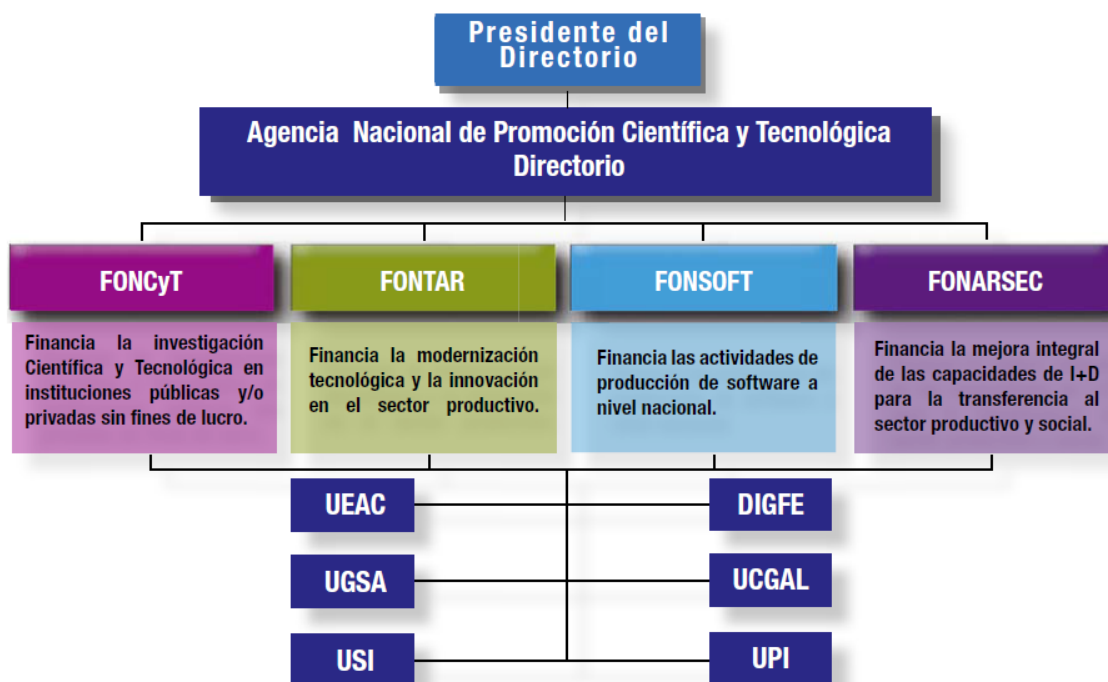 Presidente del
Directorio
Agencia Nacional de Promoción Científica y Tecnológica
Directorio
FONCyT
Financia la investigación
Científica y Tecnológica en
instituciones públicas y/o
privadas sin fines de lucro.
FONTAR
Financia la modernización
tecnológica y la innovación
en el sector productivo.
FONSOFT
Financia las actividades de
producción de software a
nivel nacional.
FONARSEC
Financia la mejora integral
de las capacidades de I+D
para la transferencia al
sector productivo y social.
UEAC
DIGFE
UGSA
UCGAL
USI
UPI